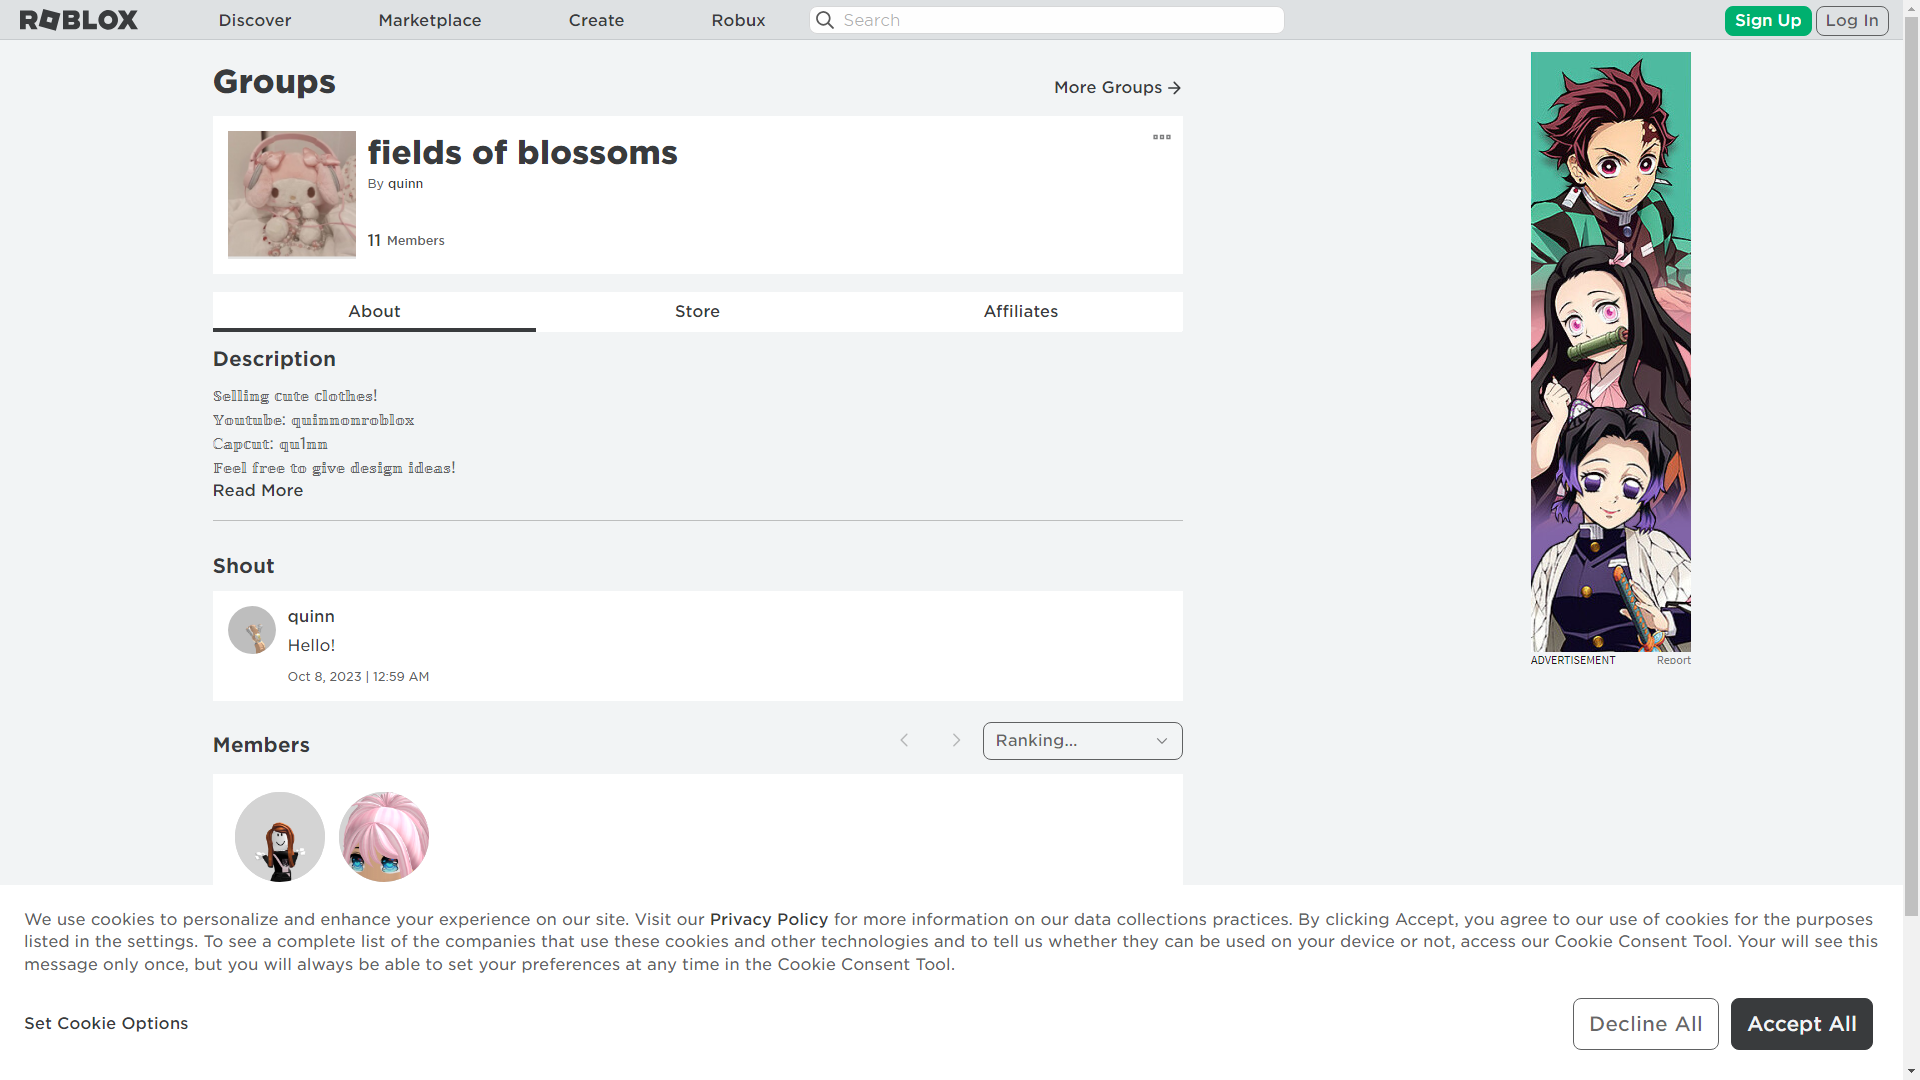 ROBLOX
Discover
Marketplace
Create
Robux
Search
Sign Up
Log In
Groups
More Groups
fields of blossoms
By quinn
11 Members
About
Store
Affiliates
Description
𝕊𝕖𝕝𝕝𝕚𝕟𝕘 𝕔𝕦𝕥𝕖 𝕔𝕝𝕠𝕥𝕙𝕖𝕤!
𝕐𝕠𝕦𝕥𝕦𝕓𝕖: 𝕢𝕦𝕚𝕟𝕟𝕠𝕟𝕣𝕠𝕓𝕝𝕠𝕩
ℂ𝕒𝕡𝕔𝕦𝕥: 𝕢𝕦1𝕟𝕟
𝔽𝕖𝕖𝕝 𝕗𝕣𝕖𝕖 𝕥𝕠 𝕘𝕚𝕧𝕖 𝕕𝕖𝕤𝕚𝕘𝕟 𝕚𝕕𝕖𝕒𝕤!
Read More
Shout
quinn
Hello!
Oct 8, 2023 | 12:59 AM
ADVERTISEMENT
Report
Members
Ranking...
We use cookies to personalize and enhance your experience on our site. Visit our Privacy Policy for more information on our data collections practices. By clicking Accept, you agree to our use of cookies for the purposes
listed in the settings. To see a complete list of the companies that use these cookies and other technologies and to tell us whether they can be used on your device or not, access our Cookie Consent Tool. Your will see this
message only once, but you will always be able to set your preferences at any time in the Cookie Consent Tool.
Set Cookie Options
Decline All
Accept All